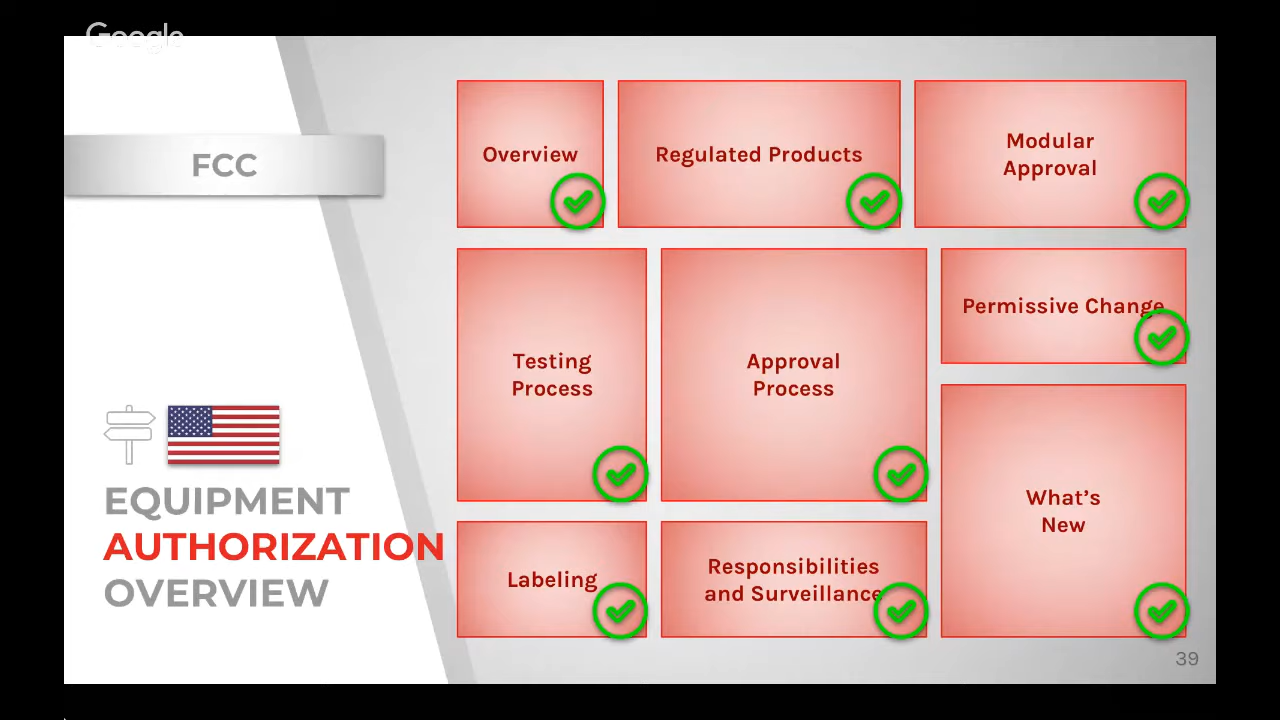 Google
FCC
EQUIPMENT
AUTHORIZATION
OVERVIEW
Overview
Regulated Products
Modular
Approval
Testing
Process
Approval
Process
Permissive Change
What's
New
Labeling
Responsibilities
and Surveillance
39